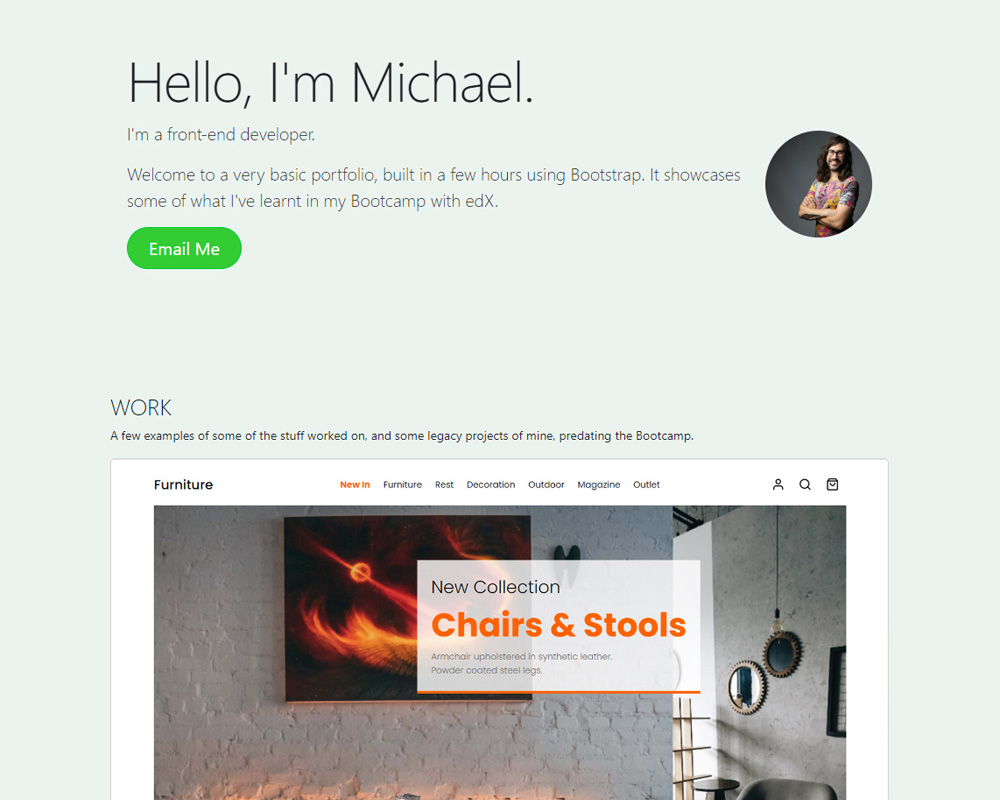 Hello, I'm Michael.
I'm a front-end developer.
Welcome to a very basic portfolio, built in a few hours using Bootstrap. It showcases
some of what I've learnt in my Bootcamp with edX.
Email Me
WORK
A few examples of some of the stuff worked on, and some legacy projects of mine, predating the Bootcamp.
Furniture New In Furniture Rest Decoration Outdoor Magazine Outlet
New Collection
Chairs & Stools
Armchair upholstered in synthetic leather.
Powder coated steel legs.